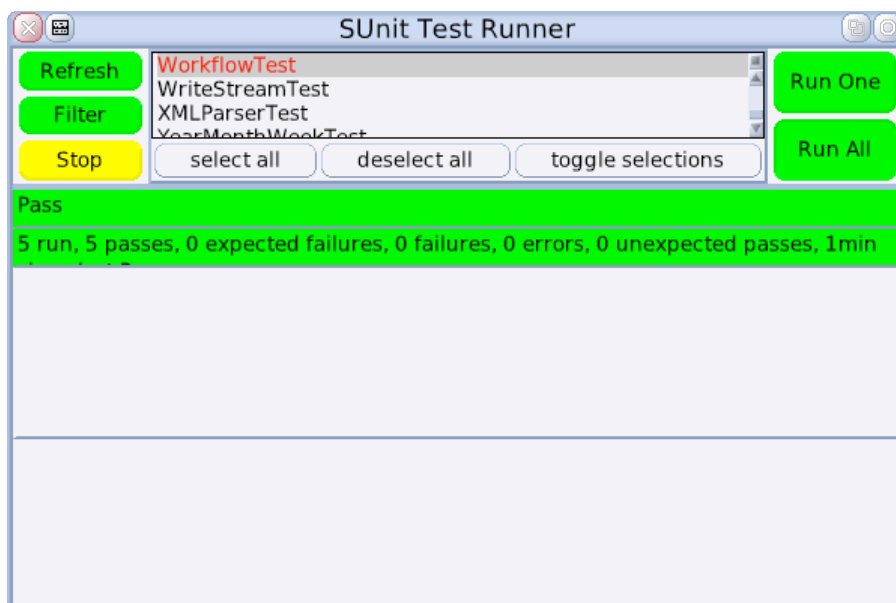 SUnit Test Runner
Refresh
Filter
Stop
WorkflowTest
WriteStreamTest
XMLParserTest
YearMonthWeekTest
select all
deselect all
toggle selections
Run One
Run All
Pass
5 run, 5 passes, 0 expected failures, 0 failures, 0 errors, 0 unexpected passes, 1min